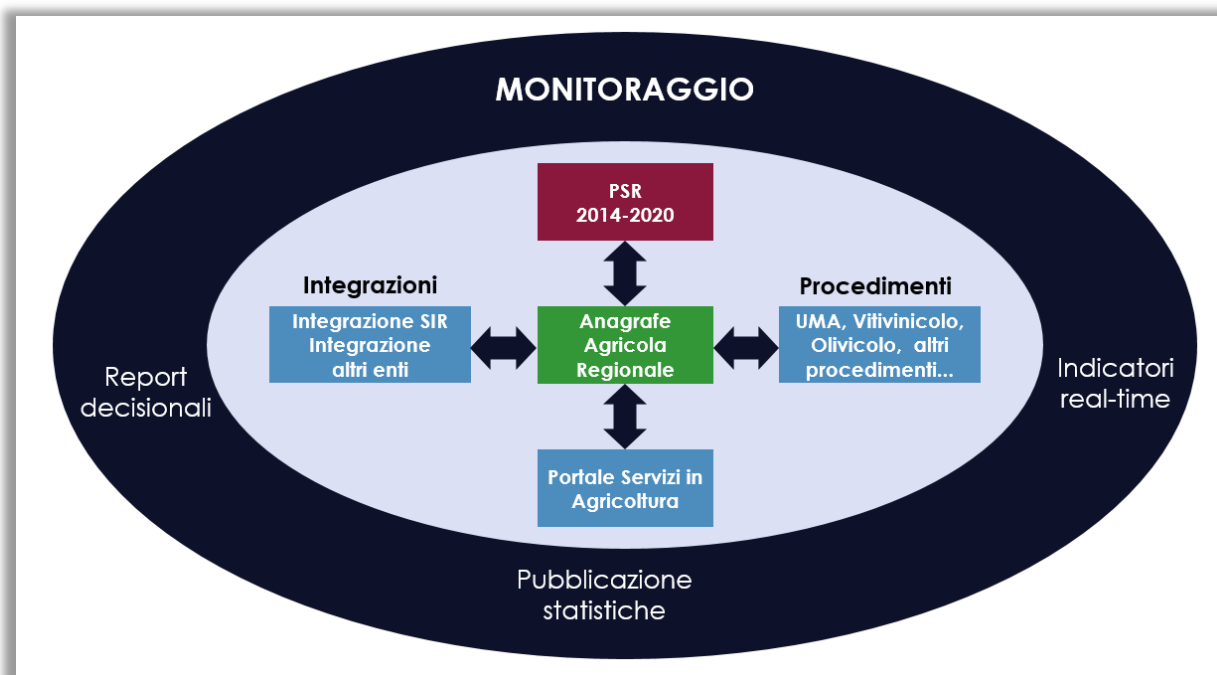 MONITORAGGIO
PSR
2014-2020
Integrazioni
Integrazione SIR
Integrazione
altri enti
Anagrafe
Agricola
Regionale
Procedimenti
UMA, Vitivinicolo,
Olivicolo, altri
procedimenti...
Report
decisionali
Indicatori
real-time
Portale Servizi in
Agricoltura
Pubblicazione
statistiche